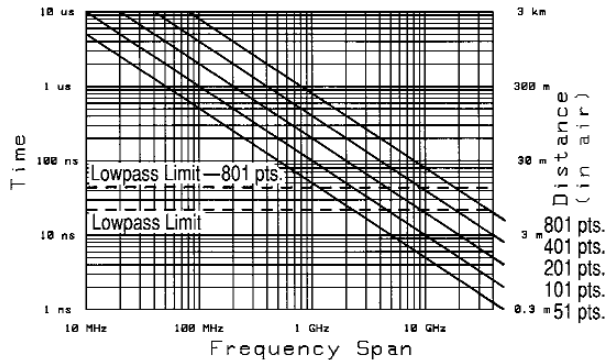 10 us
3 km
1 us
300 m
100 ns
30 m
10 ns
3 m
1 ns
0.3 m
Time
Distance
(in air)
Lowpass Limit—801 pts.
Lowpass Limit
801 pts.
401 pts.
201 pts.
101 pts.
51 pts.
10 MHz
100 MHz
1 GHz
10 GHz
Frequency Span